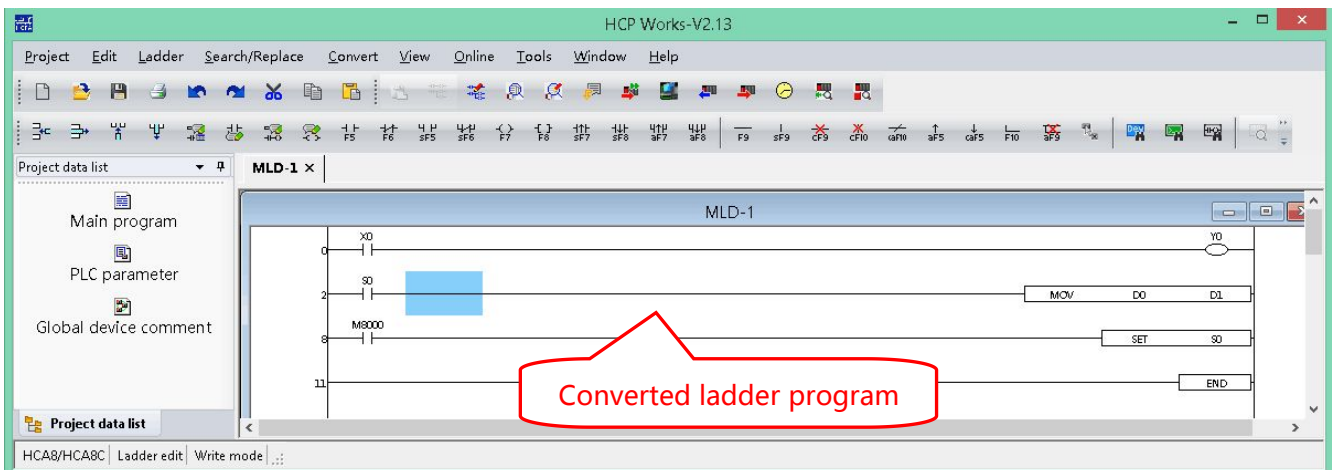 HCP Works-V2.13
Project Edit Ladder Search/Replace Convert View Online Tools Window Help
F5 F6 sF5 sF6 F7 F8 sF7 sF8 aF7 aF8 F9 sF9 cF9 cF10 caF10 aF5 caF5 F10 aF9
Project data list
MLD-1 ×
Main program
PLC parameter
Global device comment
MLD-1
X0 Y0
0
S0
2 MOV D0 D1
M8000
8 SET S0
11 END
Converted ladder program
Project data list
HCA8/HCA8C Ladder edit Write mode